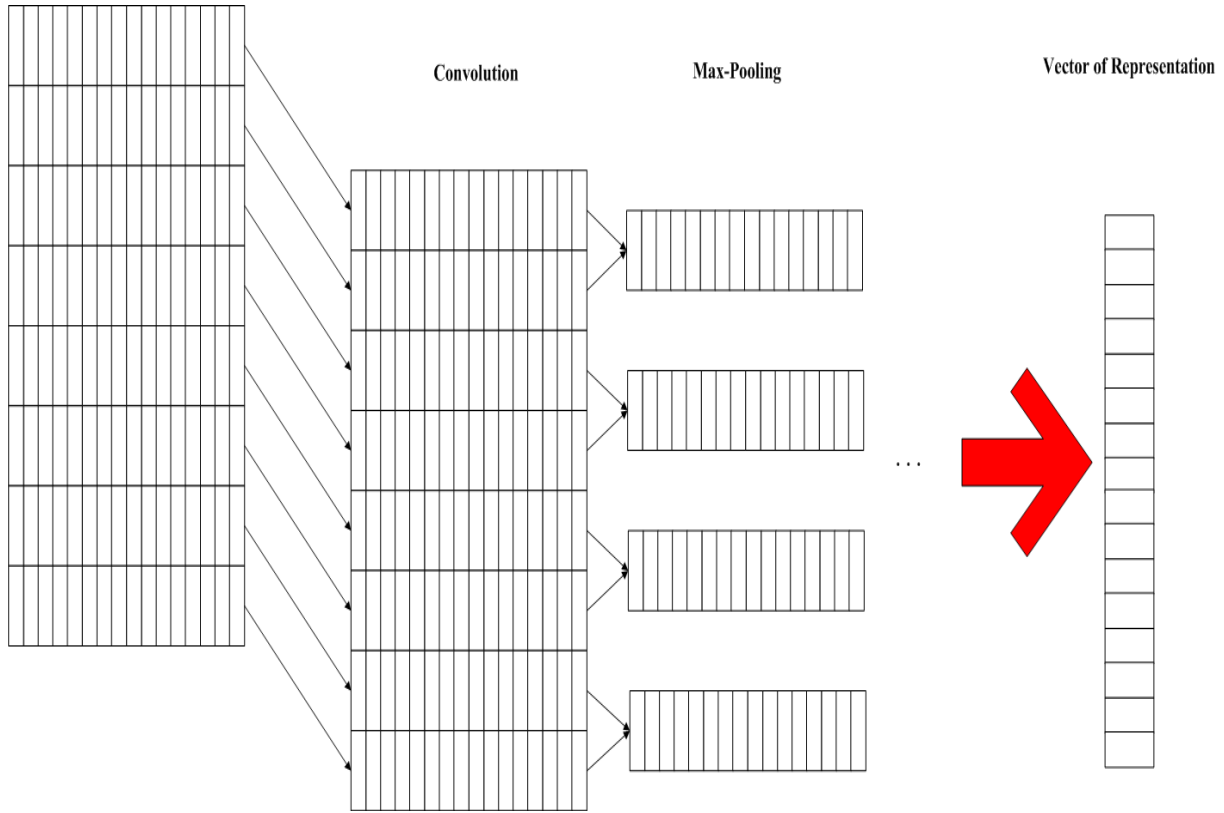 Convolution
Max-Pooling
Vector of Representation
. . .